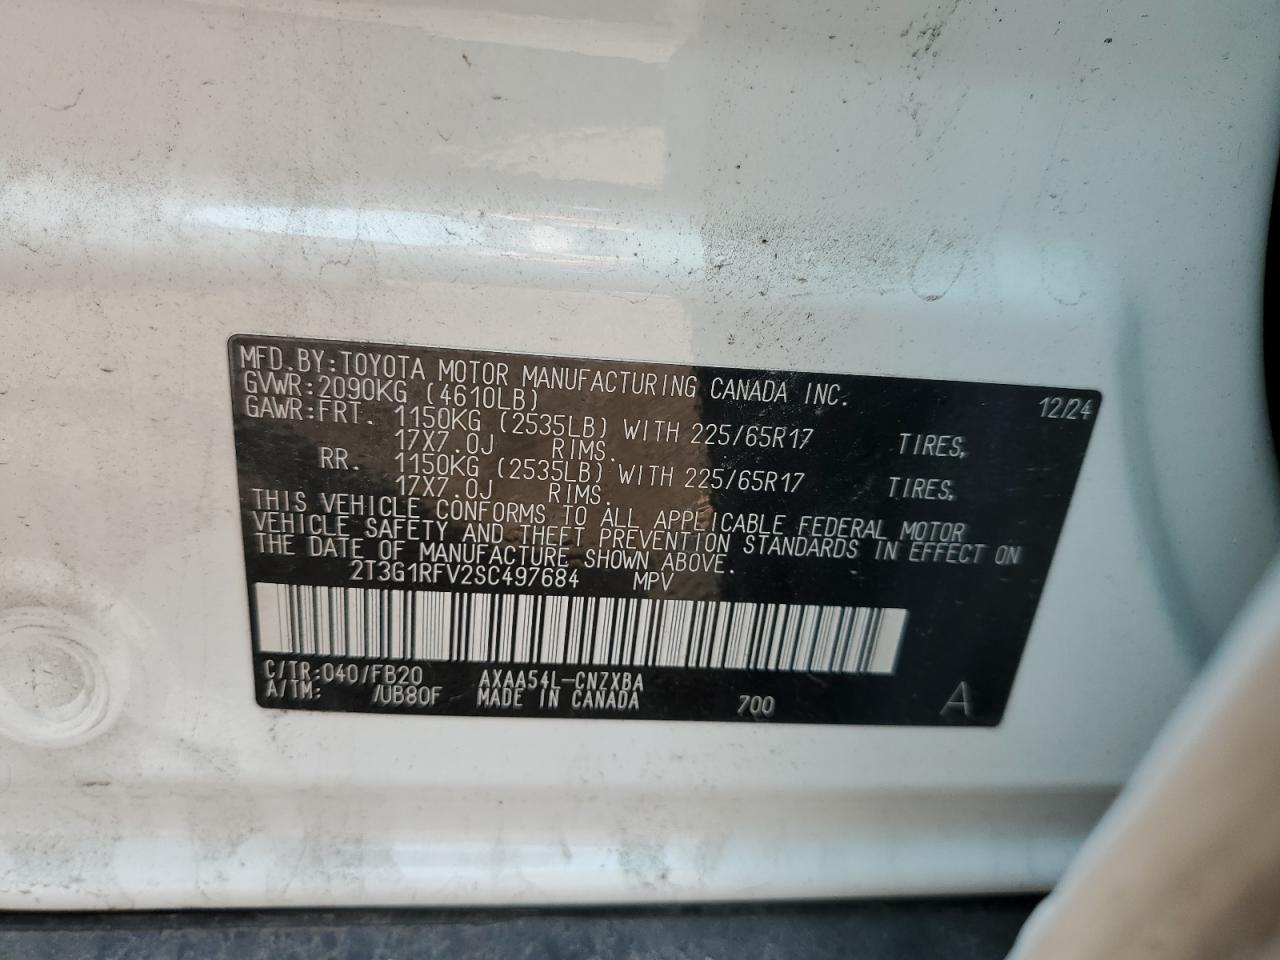 MFD.BY:TOYOTA MOTOR MANUFACTURING CANADA INC. 12/24
GVWR:2090KG (4610LB)
GAWR:FRT. 1150KG (2535LB) WITH 225/65R17 TIRES,
17X7.0J RIMS.
RR. 1150KG (2535LB) WITH 225/65R17 TIRES,
17X7.0J RIMS.
THIS VEHICLE CONFORMS TO ALL APPLICABLE FEDERAL MOTOR
VEHICLE SAFETY AND THEFT PREVENTION STANDARDS IN EFFECT ON
THE DATE OF MANUFACTURE SHOWN ABOVE.
2T3G1RFV2SC497684 MPV
C/TR:040/FB20 AXAA54L-CNZXBA
A/TM: /UB80F MADE IN CANADA 700 A